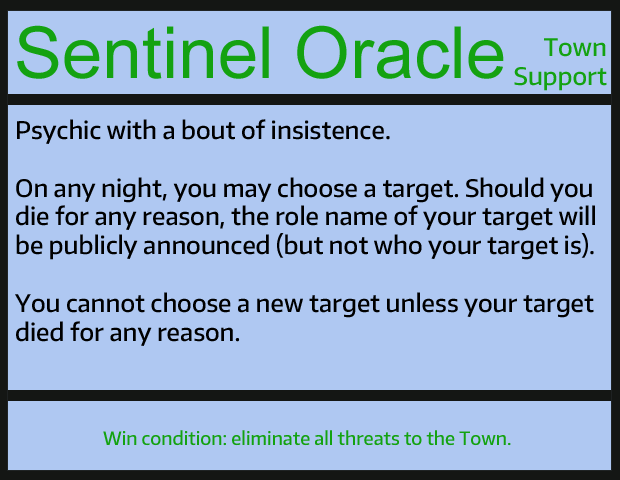 Sentinel Oracle
Town
Support
Psychic with a bout of insistence.
On any night, you may choose a target. Should you
die for any reason, the role name of your target will
be publicly announced (but not who your target is).
You cannot choose a new target unless your target
died for any reason.
Win condition: eliminate all threats to the Town.